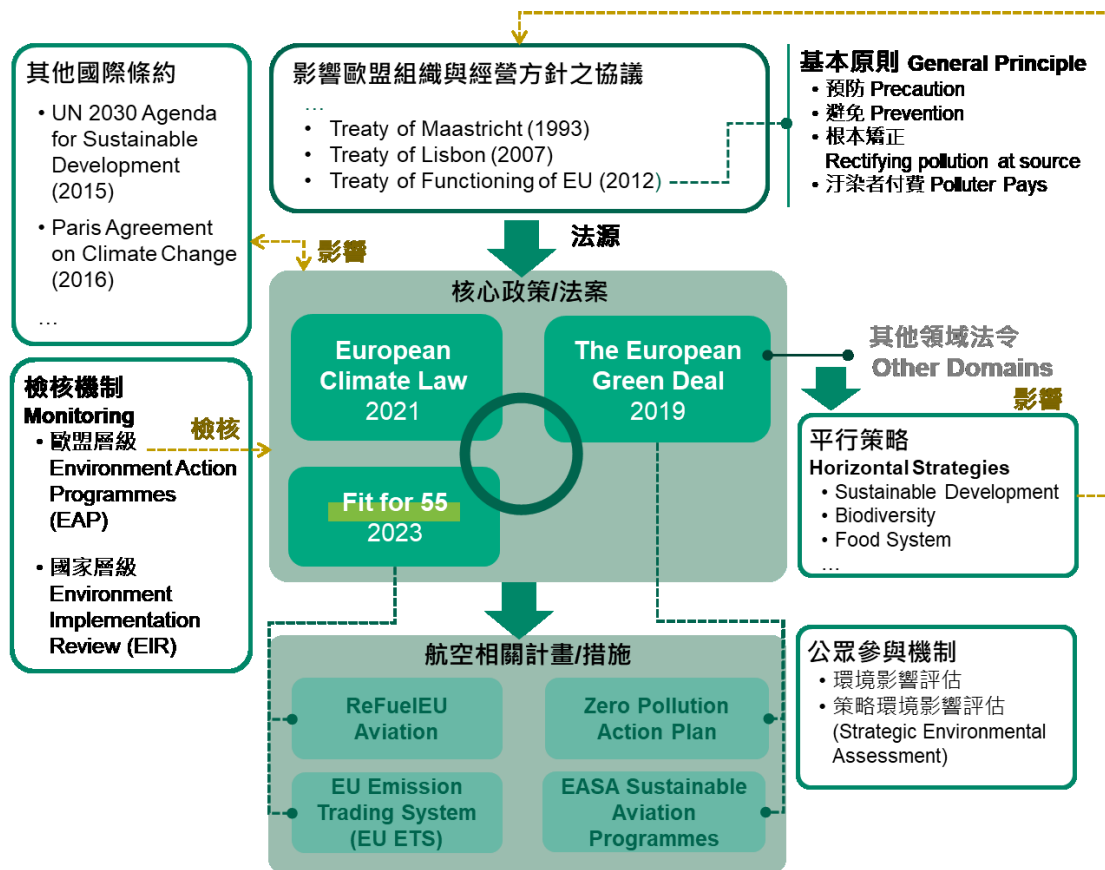 其他國際條約
• UN 2030 Agenda
for Sustainable
Development
(2015)
• Paris Agreement
on Climate Change
(2016)
…
影響歐盟組織與經營方針之協議
…
• Treaty of Maastricht (1993)
• Treaty of Lisbon (2007)
• Treaty of Functioning of EU (2012)
基本原則 General Principle
• 預防 Precaution
• 避免 Prevention
• 根本矯正
Rectifying pollution at source
• 汙染者付費 Polluter Pays
法源
影響
核心政策/法案
European
Climate Law
2021
The European
Green Deal
2019
Fit for 55
2023
其他領域法令
Other Domains
影響
檢核機制
Monitoring
• 歐盟層級
Environment Action
Programmes
(EAP)
• 國家層級
Environment
Implementation
Review (EIR)
檢核
平行策略
Horizontal Strategies
• Sustainable Development
• Biodiversity
• Food System
…
航空相關計畫/措施
ReFuelEU
Aviation
Zero Pollution
Action Plan
EU Emission
Trading System
(EU ETS)
EASA Sustainable
Aviation
Programmes
公眾參與機制
• 環境影響評估
• 策略環境影響評估
(Strategic Environmental
Assessment)